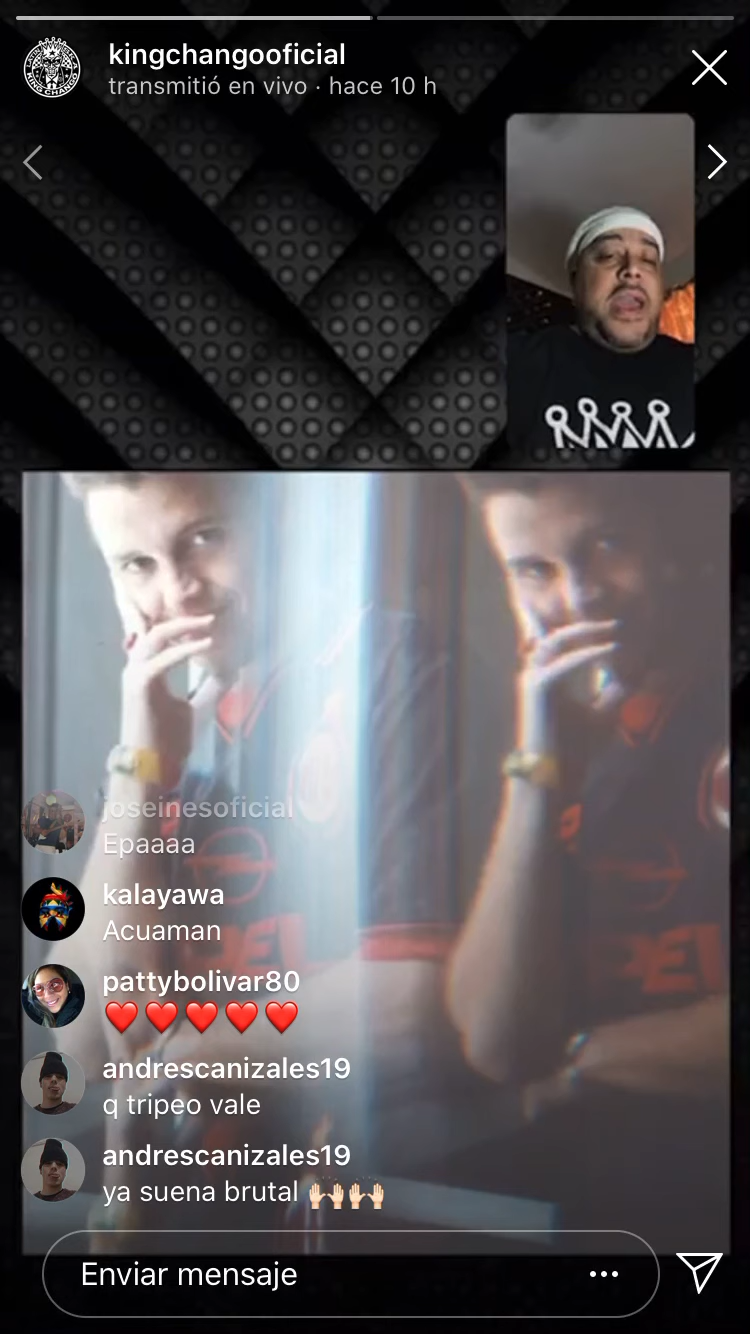 kingchangooficial
transmitió en vivo · hace 10 h
joseinesoficial
Epaaaa
kalayawa
Acuaman
pattybolivar80
❤️❤️❤️❤️❤️
andrescanizales19
q tripeo vale
andrescanizales19
ya suena brutal 🙌🏻🙌🏻
Enviar mensaje